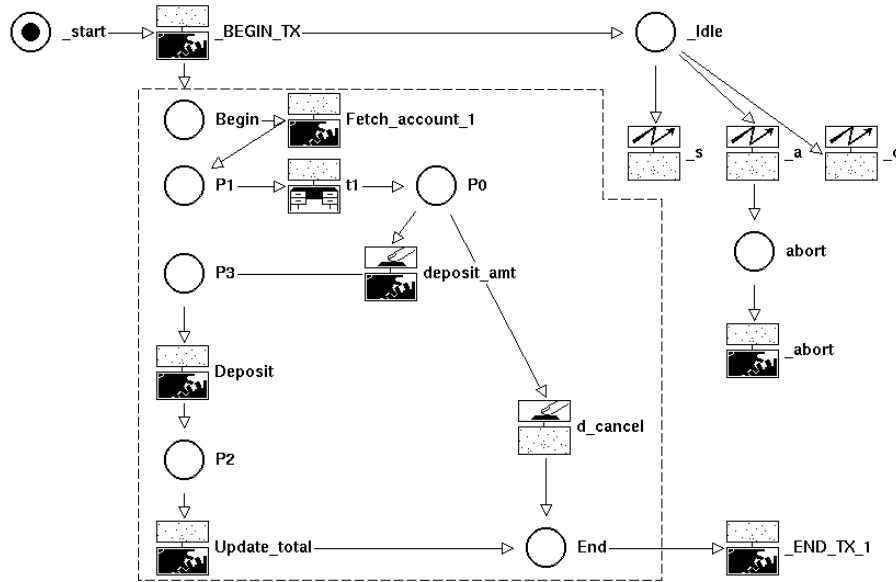 _start
_BEGIN_TX
_Idle
Begin
Fetch_account_1
_s
_a
P1
t1
P0
abort
P3
deposit_amt
_abort
Deposit
d_cancel
P2
Update_total
End
_END_TX_1